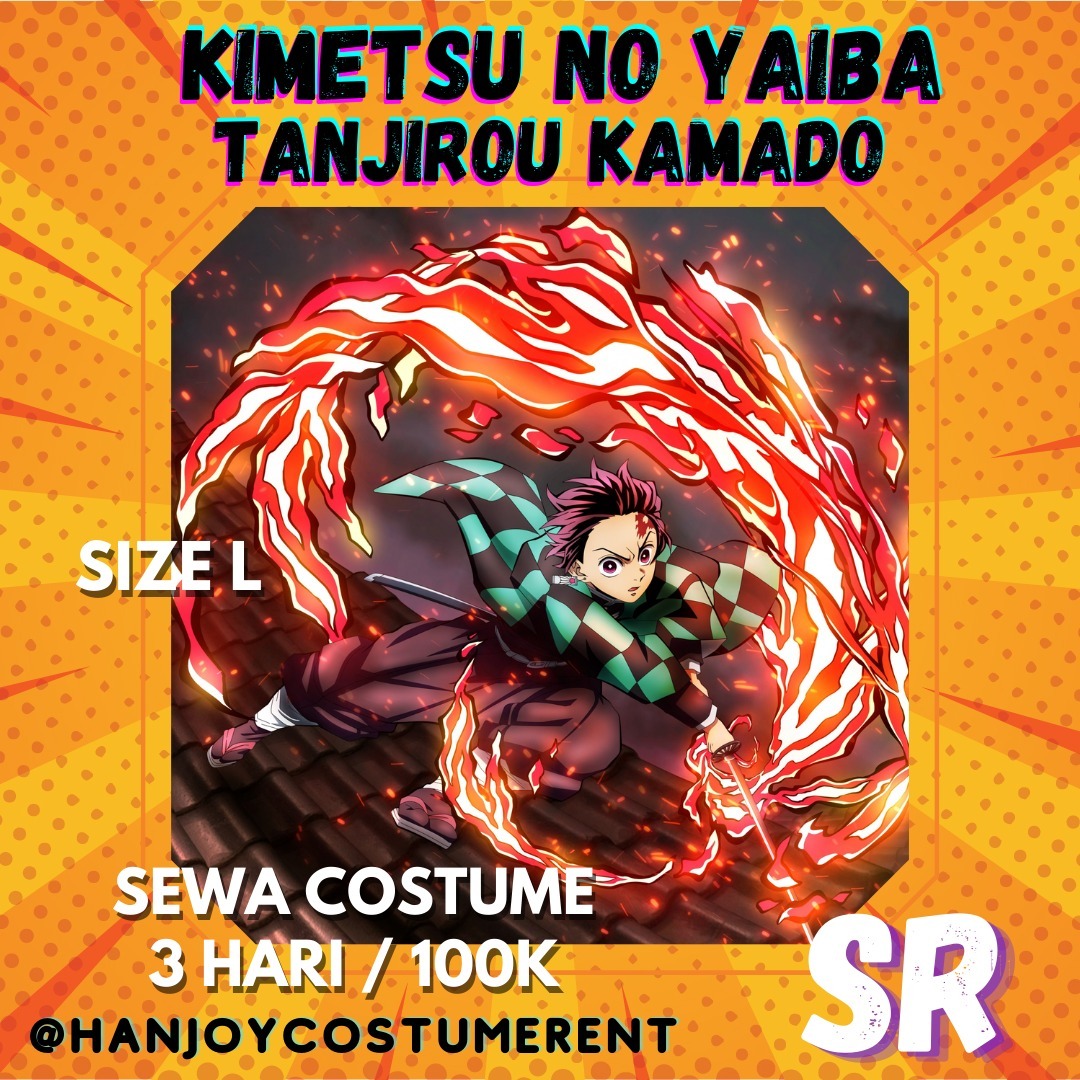 KIMETSU NO YAIBA
TANJIROU KAMADO
SIZE L
SEWA COSTUME
3 HARI / 100K
@HANJOYCOSTUMERENT
SR